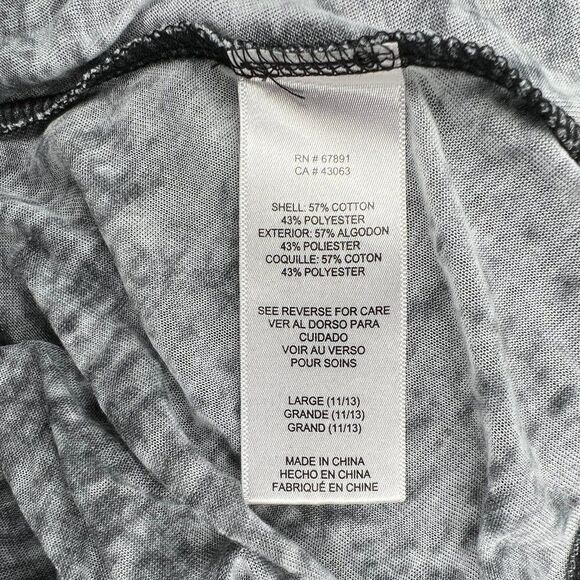 RN # 67891
CA # 43063
SHELL: 57% COTTON
43% POLYESTER
EXTERIOR: 57% ALGODON
43% POLIESTER
COQUILLE: 57% COTON
43% POLYESTER
SEE REVERSE FOR CARE
VER AL DORSO PARA
CUIDADO
VOIR AU VERSO
POUR SOINS
LARGE (11/13)
GRANDE (11/13)
GRAND (11/13)
MADE IN CHINA
HECHO EN CHINA
FABRIQUÉ EN CHINE